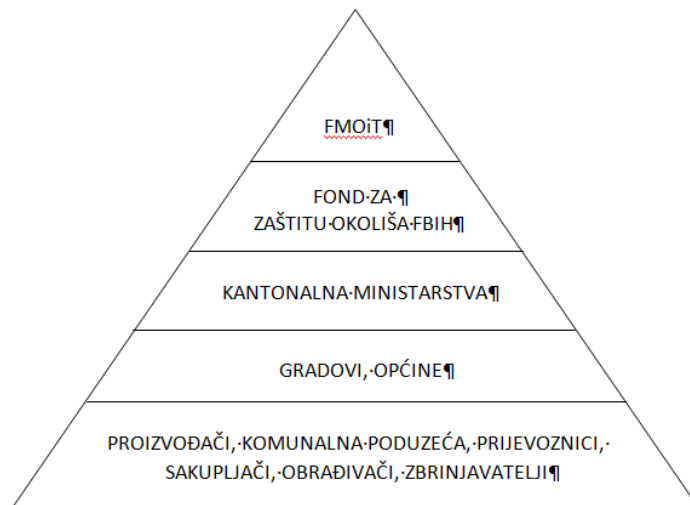 FMOiT¶
FOND·ZA·¶
ZAŠTITU·OKOLIŠA·FBIH¶
KANTONALNA·MINISTARSTVA¶
GRADOVI,·OPĆINE¶
PROIZVOĐAČI,·KOMUNALNA·PODUZEĆA,·PRIJEVOZNICI,·
SAKUPLJAČI,·OBRAĐIVAČI,·ZBRINJAVATELJI¶